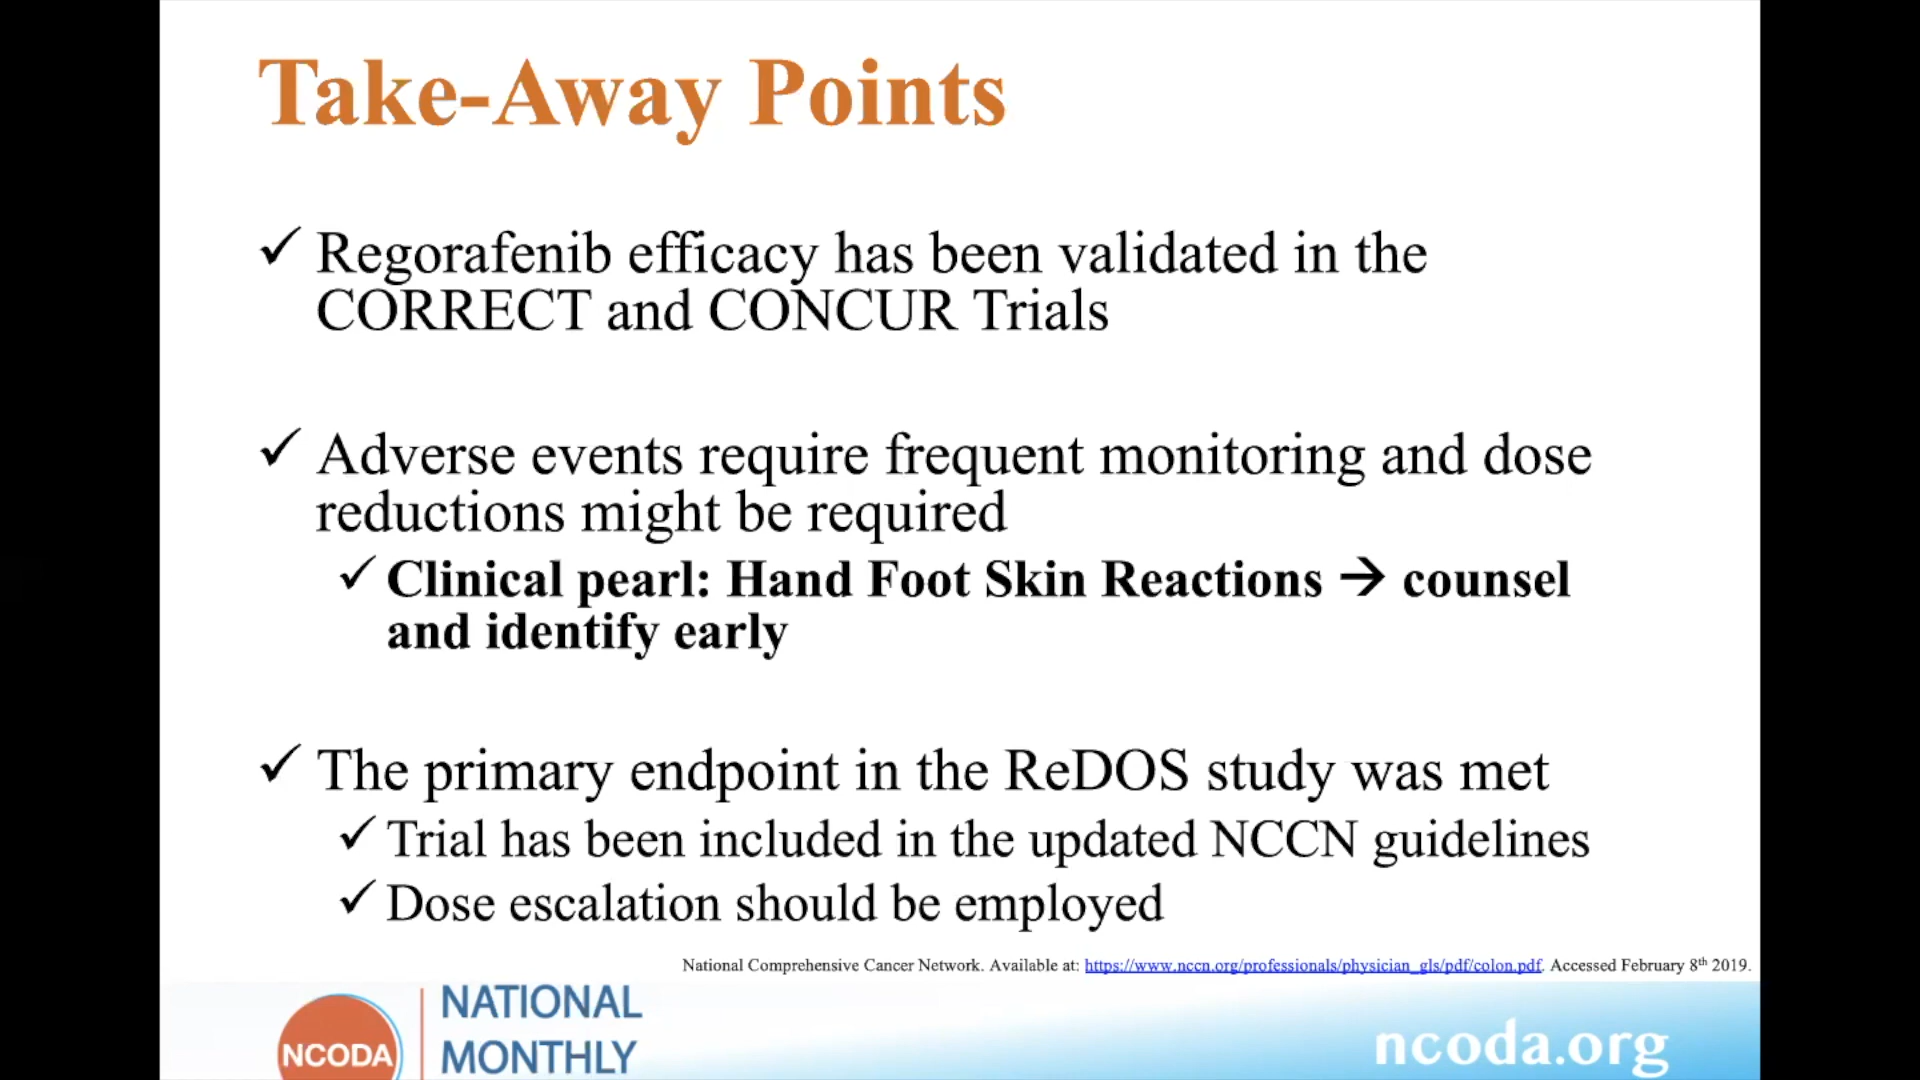 Take-Away Points
✓ Regorafenib efficacy has been validated in the
CORRECT and CONCUR Trials
✓ Adverse events require frequent monitoring and dose
reductions might be required
✓ Clinical pearl: Hand Foot Skin Reactions → counsel
and identify early
✓ The primary endpoint in the ReDOS study was met
✓ Trial has been included in the updated NCCN guidelines
✓ Dose escalation should be employed
National Comprehensive Cancer Network. Available at: https://www.nccn.org/professionals/physician_gls/pdf/colon.pdf. Accessed February 8th 2019.
NCODA
NATIONAL
MONTHLY
ncoda.org